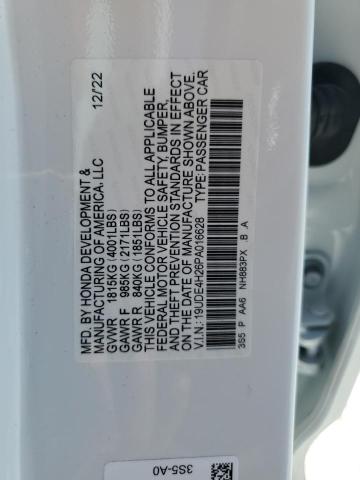 MFD. BY HONDA DEVELOPMENT &
MANUFACTURING OF AMERICA, LLC 12/'22
GVWR 1815KG (4001LBS)
GAWR F 985KG (2171LBS)
GAWR R 840KG (1851LBS)
THIS VEHICLE CONFORMS TO ALL APPLICABLE
FEDERAL MOTOR VEHICLE SAFETY, BUMPER,
AND THEFT PREVENTION STANDARDS IN EFFECT
ON THE DATE OF MANUFACTURE SHOWN ABOVE.
V.I.N.: 19UDE4H26PA016628 TYPE: PASSENGER CAR
3S5 P AA6 NH883PX B A
3S5-A0